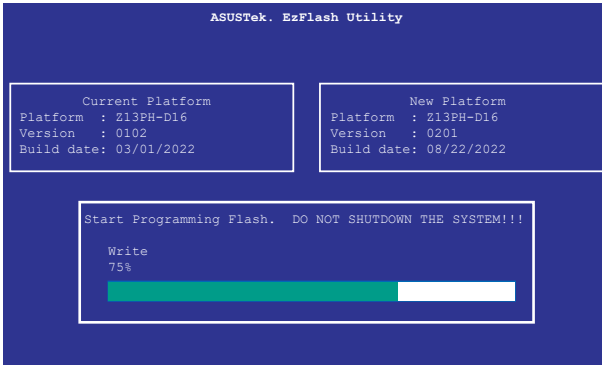 ASUSTek. EzFlash Utility
Current Platform
Platform : Z13PH-D16
Version : 0102
Build date: 03/01/2022
New Platform
Platform : Z13PH-D16
Version : 0201
Build date: 08/22/2022
Start Programming Flash. DO NOT SHUTDOWN THE SYSTEM!!!
Write
75%